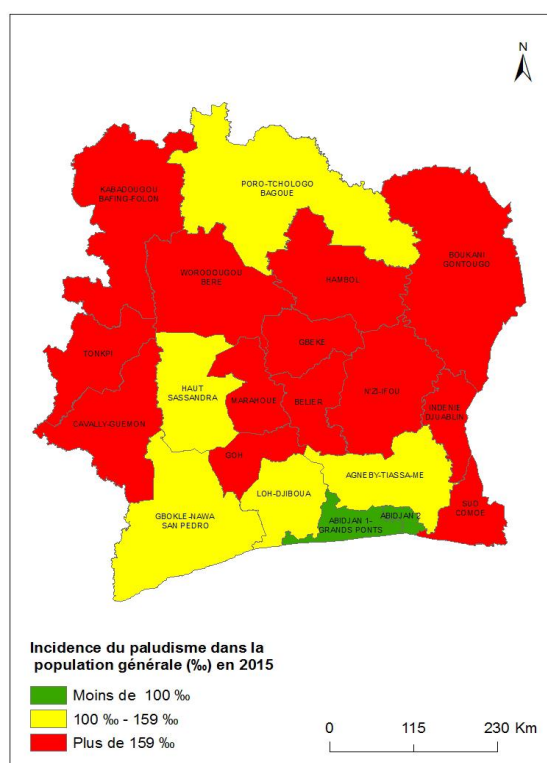 N
KABADOUGOU
BAFING-FOLON
PORO-TCHOLOGO
BAGOUE
BOUKANI
GONTOUGO
WORODOUGOU
BERE
HAMBOL
GBEKE
TONKPI
HAUT
SASSANDRA
MARAHOUE
BELIER
N'ZI-IFOU
INDENIE
DJUABLIN
CAVALLY-GUEMON
GOH
AGNEBY-TIASSA-ME
LOH-DJIBOUA
GBOKLE-NAWA
SAN PEDRO
SUD
COMOE
ABIDJAN 1-
GRANDS PONTS
ABIDJAN 2
Incidence du paludisme dans la
population générale (‰) en 2015
Moins de 100 ‰
100 ‰ - 159 ‰
Plus de 159 ‰
0 115 230 Km